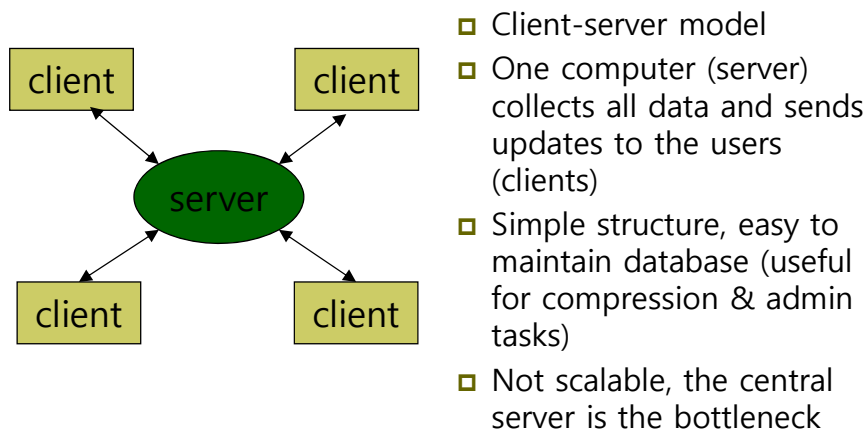 client
client
server
client
client
Client-server model
One computer (server)
collects all data and sends
updates to the users
(clients)
Simple structure, easy to
maintain database (useful
for compression & admin
tasks)
Not scalable, the central
server is the bottleneck